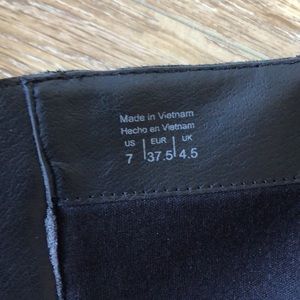 Made in Vietnam
Hecho en Vietnam
US | EUR | UK
7 | 37.5 | 4.5